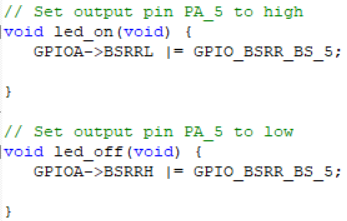 // Set output pin PA_5 to high
void led_on(void) {
GPIOA->BSRRL |= GPIO_BSRR_BS_5;
}
// Set output pin PA_5 to low
void led_off(void) {
GPIOA->BSRRH |= GPIO_BSRR_BS_5;
}